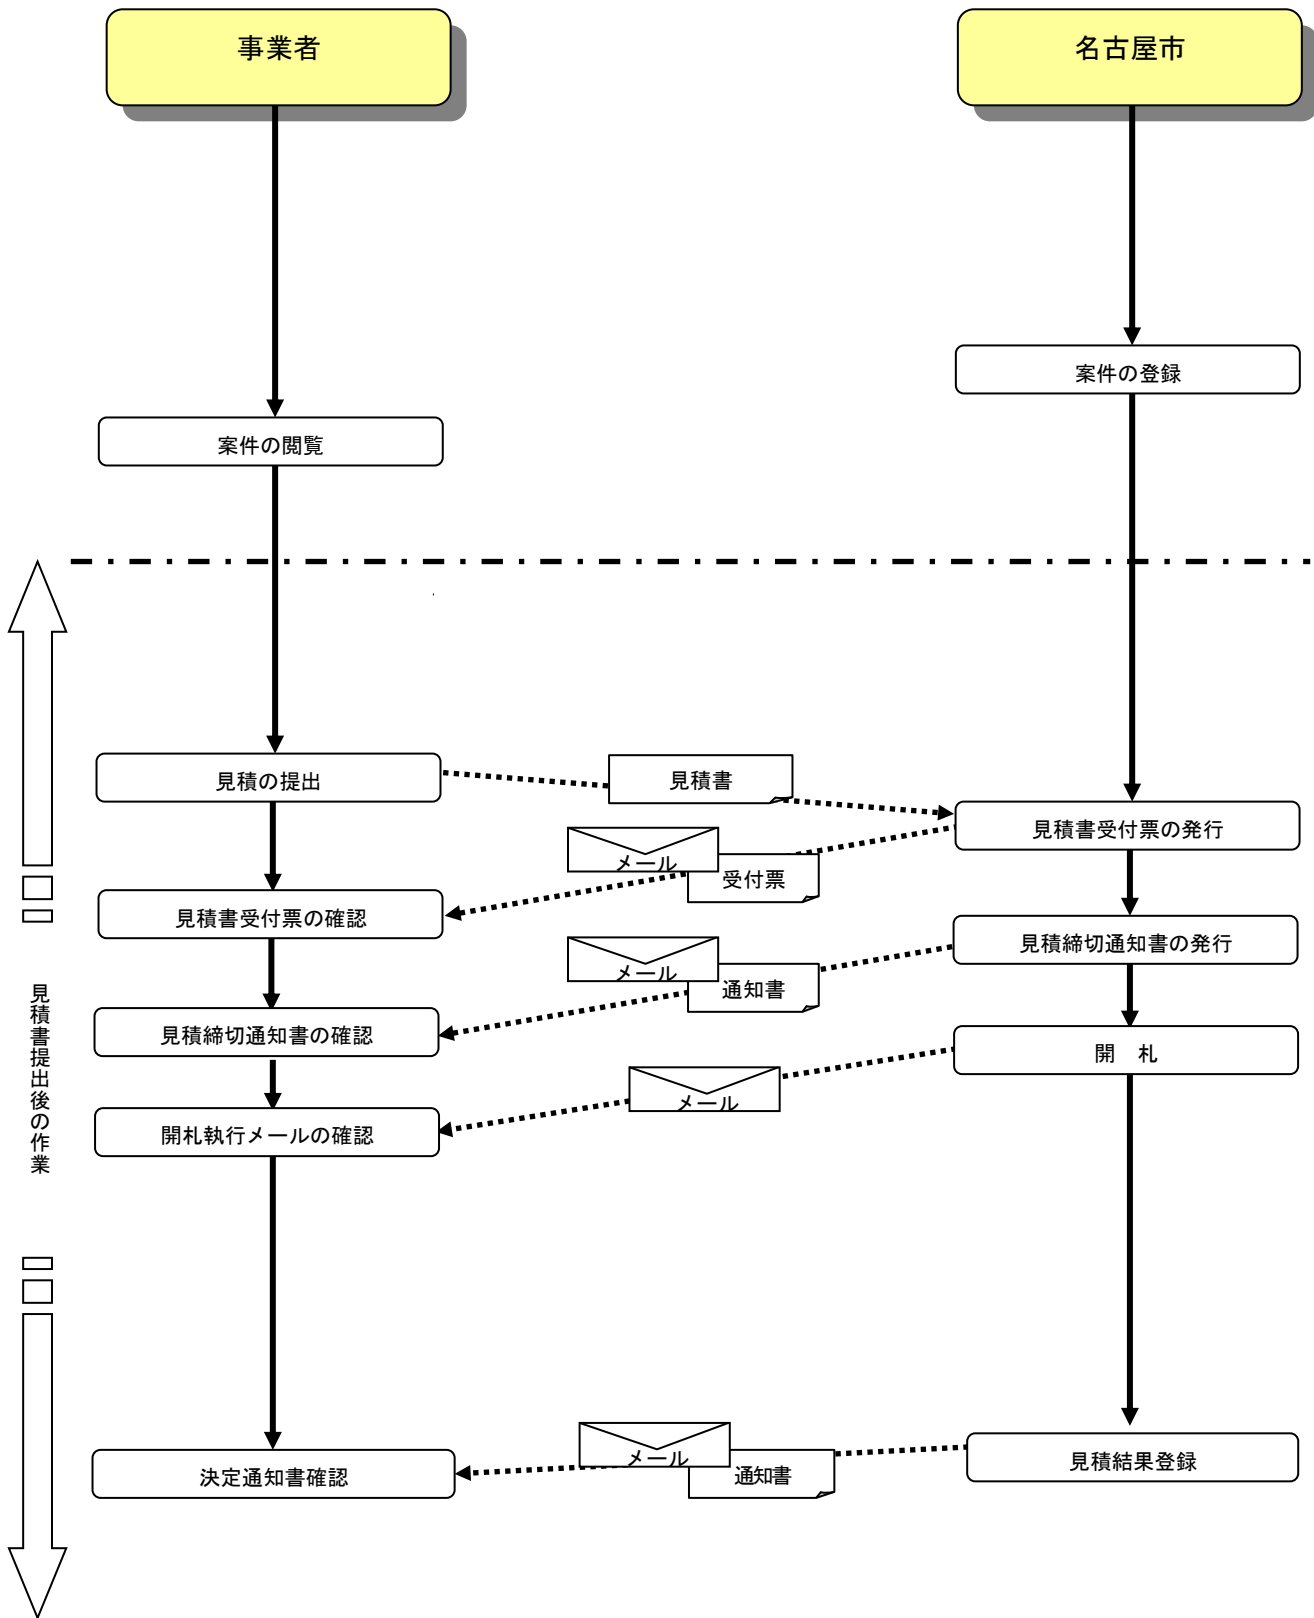 事業者
名古屋市
案件の登録
案件の閲覧
見積の提出
見積書
見積書受付票の発行
メール
受付票
見積書受付票の確認
見積締切通知書の発行
メール
通知書
見積締切通知書の確認
開　札
メール
開札執行メールの確認
見積書提出後の作業
見積結果登録
メール
通知書
決定通知書確認